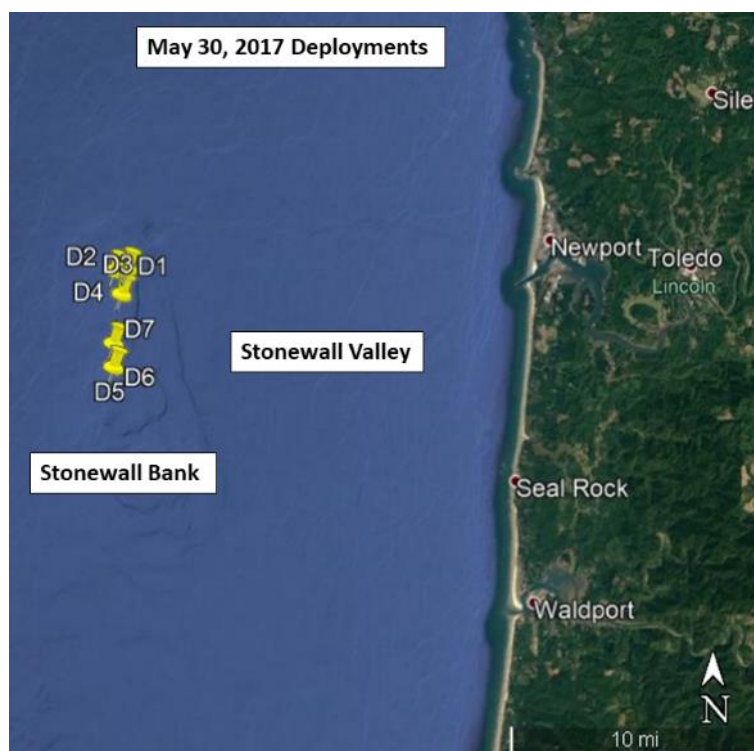 May 30, 2017 Deployments
Sile
D2 D3 D1
Newport
Toledo
Lincoln
D4
D7
Stonewall Valley
D5 D6
Stonewall Bank
Seal Rock
Waldport
N
10 mi